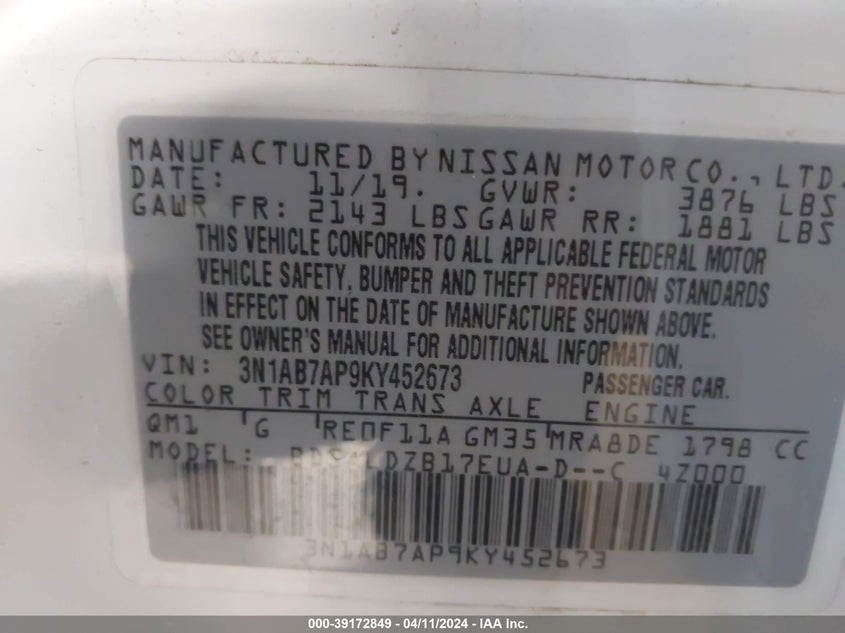 MANUFACTURED BY NISSAN MOTOR CO., LTD.
DATE: 11/19. GVWR: 3876 LBS
GAWR FR: 2143 LBS GAWR RR: 1881 LBS
THIS VEHICLE CONFORMS TO ALL APPLICABLE FEDERAL MOTOR
VEHICLE SAFETY, BUMPER AND THEFT PREVENTION STANDARDS
IN EFFECT ON THE DATE OF MANUFACTURE SHOWN ABOVE.
SEE OWNER'S MANUAL FOR ADDITIONAL INFORMATION.
VIN: 3N1AB7AP9KY452673 PASSENGER CAR.
COLOR TRIM TRANS AXLE ENGINE
QM1 G RE0F11A GM35 MRA8DE 1798 CC
MODEL: 4Z000
3N1AB7AP9KY452673
000-39172849 - 04/11/2024 - IAA Inc.